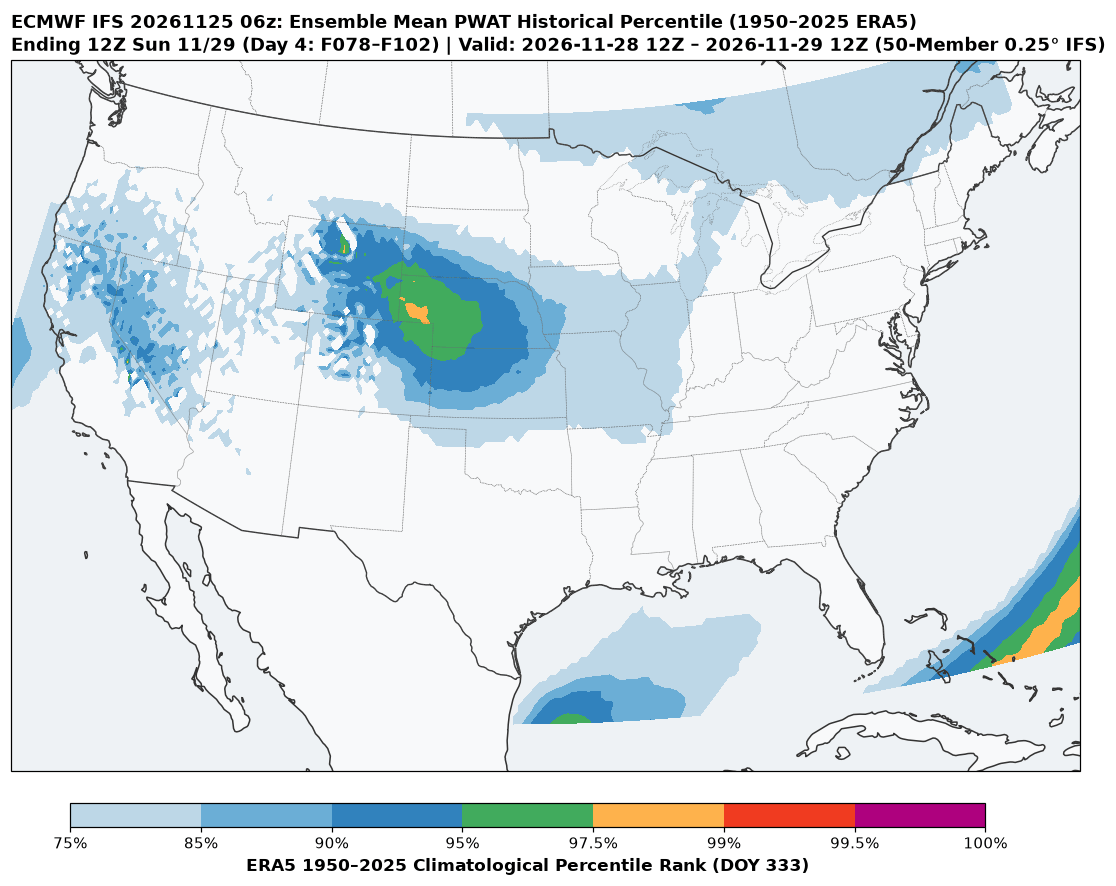 ECMWF IFS 20261125 06z: Ensemble Mean PWAT Historical Percentile (1950–2025 ERA5)
Ending 12Z Sun 11/29 (Day 4: F078–F102) | Valid: 2026-11-28 12Z – 2026-11-29 12Z (50-Member 0.25° IFS)
75% 85% 90% 95% 97.5% 99% 99.5% 100%
ERA5 1950–2025 Climatological Percentile Rank (DOY 333)